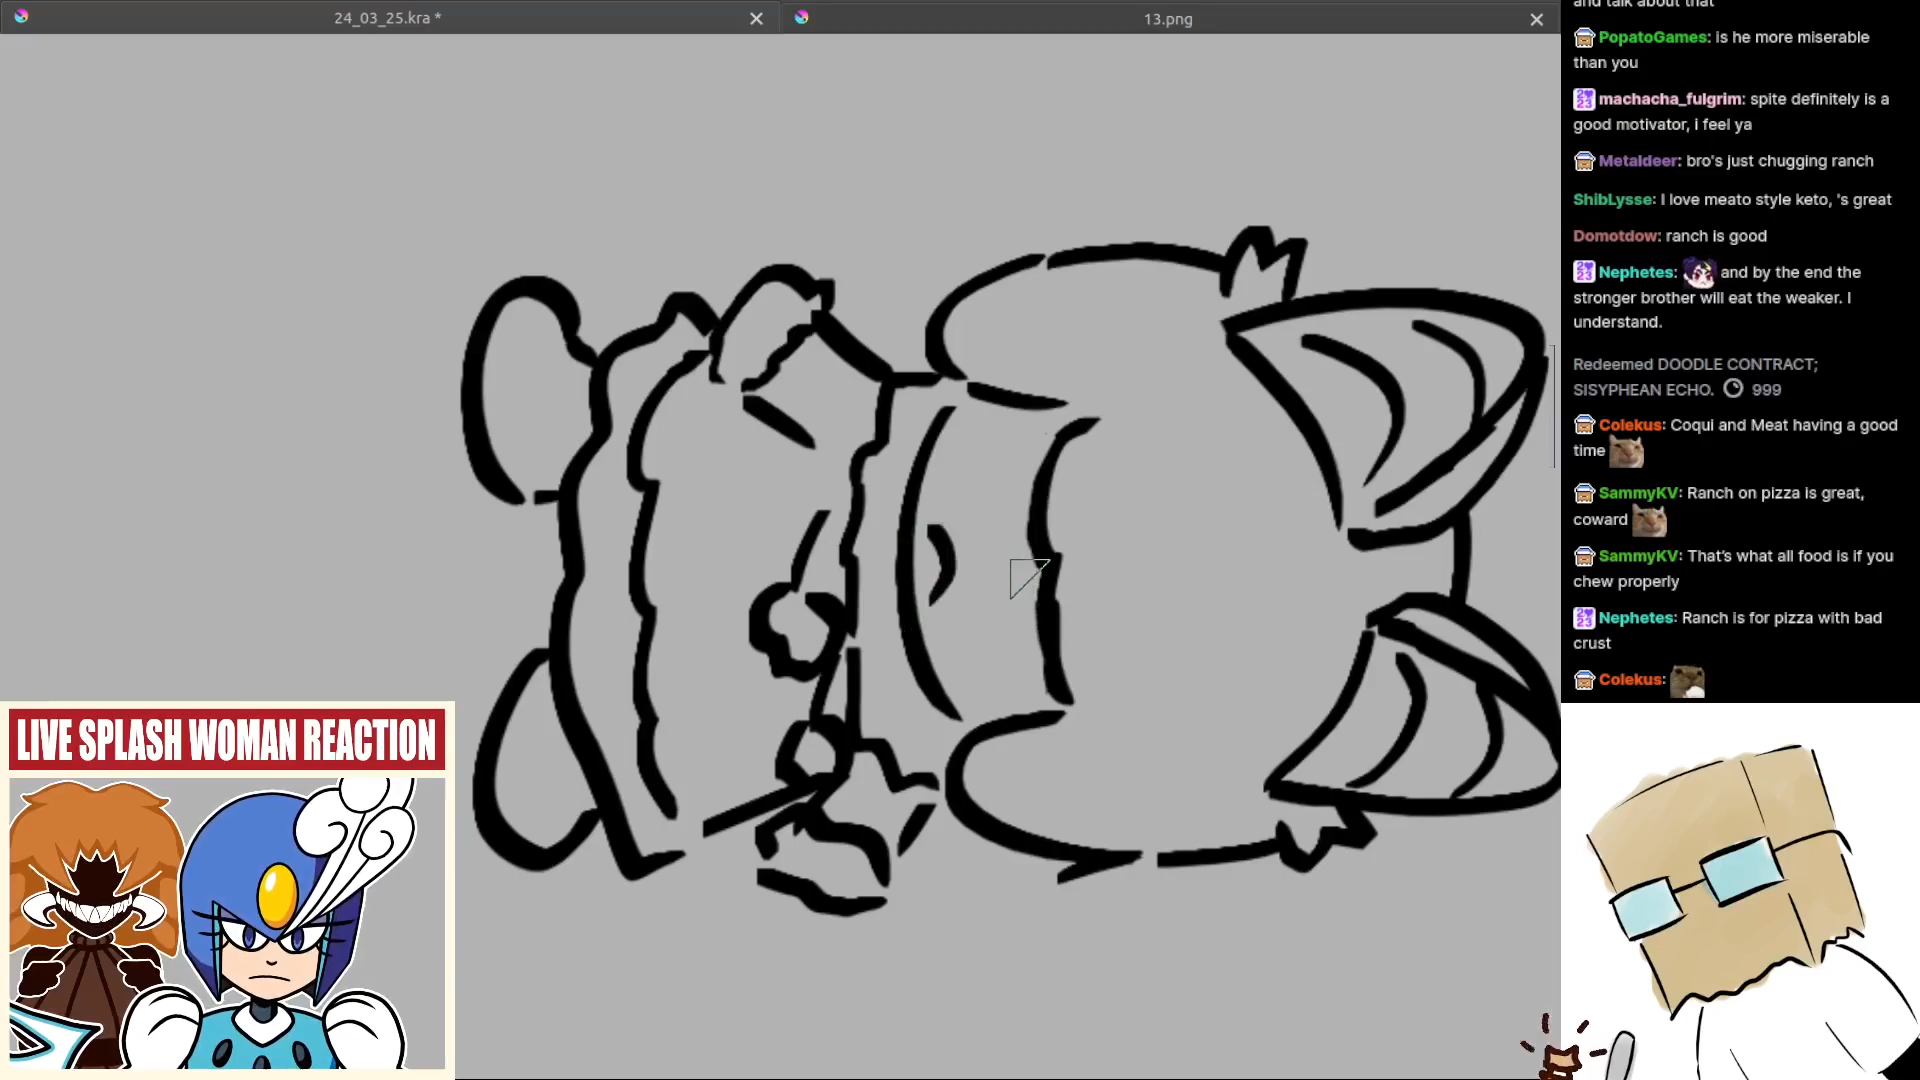 24_03_25.kra *
13.png
and talk about that
PopatoGames: is he more miserable
than you
machacha_fulgrim: spite definitely is a
good motivator, i feel ya
Metaldeer: bro's just chugging ranch
ShibLysse: I love meato style keto, 's great
Domotdow: ranch is good
Nephetes: and by the end the
stronger brother will eat the weaker. I
understand.
Redeemed DOODLE CONTRACT;
SISYPHEAN ECHO. 999
Colekus: Coqui and Meat having a good
time
SammyKV: Ranch on pizza is great,
coward
SammyKV: That's what all food is if you
chew properly
Nephetes: Ranch is for pizza with bad
crust
Colekus:
LIVE SPLASH WOMAN REACTION